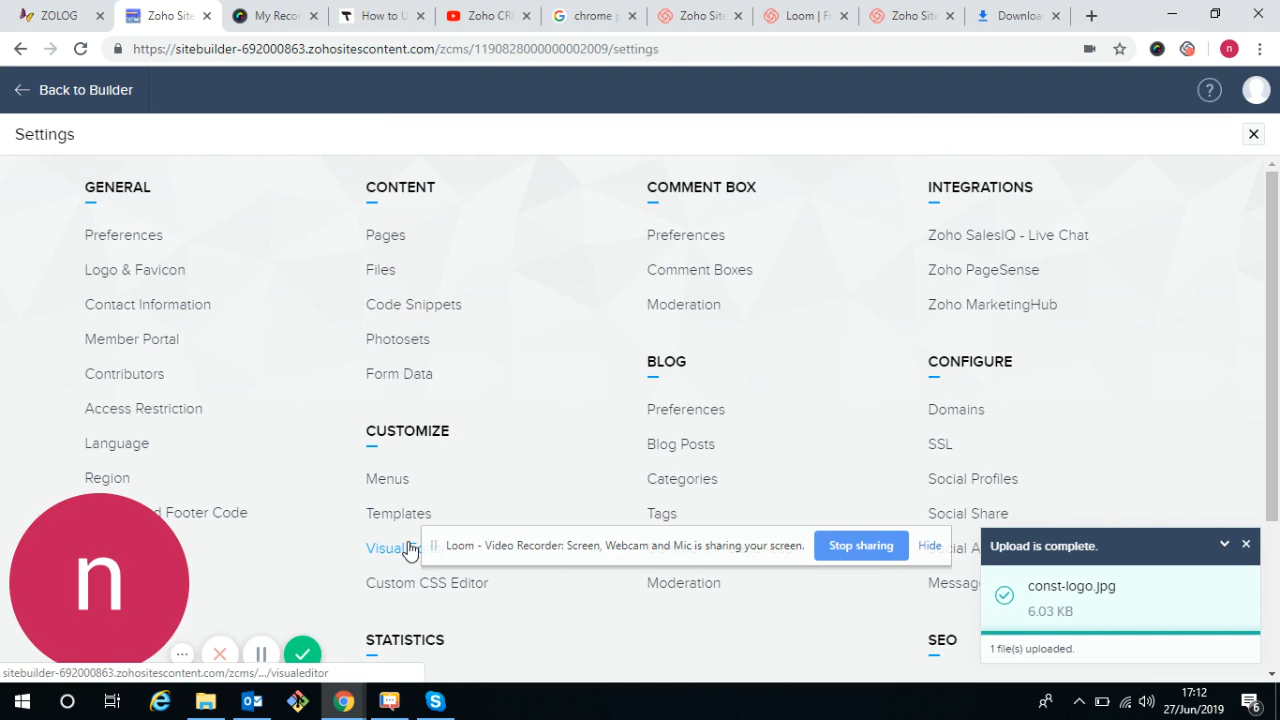 ZOLOG
Zoho Site
My Reco
How to U
Zoho CR
chrome p
Zoho Site
Loom | F
Zoho Site
Downloa
https://sitebuilder-692000863.zohositescontent.com/zcms/1190828000000002009/settings
n
Back to Builder
Settings
GENERAL
Preferences
Logo & Favicon
Contact Information
Member Portal
Contributors
Access Restriction
Language
Region
d Footer Code
CONTENT
Pages
Files
Code Snippets
Photosets
Form Data
CUSTOMIZE
Menus
Templates
Visual
Custom CSS Editor
STATISTICS
COMMENT BOX
Preferences
Comment Boxes
Moderation
BLOG
Preferences
Blog Posts
Categories
Tags
Moderation
INTEGRATIONS
Zoho SalesIQ - Live Chat
Zoho PageSense
Zoho MarketingHub
CONFIGURE
Domains
SSL
Social Profiles
Social Share
Messag
SEO
Loom - Video Recorder: Screen, Webcam and Mic is sharing your screen.
Stop sharing
Hide
Upload is complete.
const-logo.jpg
6.03 KB
1 file(s) uploaded.
n
sitebuilder-692000863.zohositescontent.com/zcms/.../visualeditor
17:12
27/Jun/2019
6